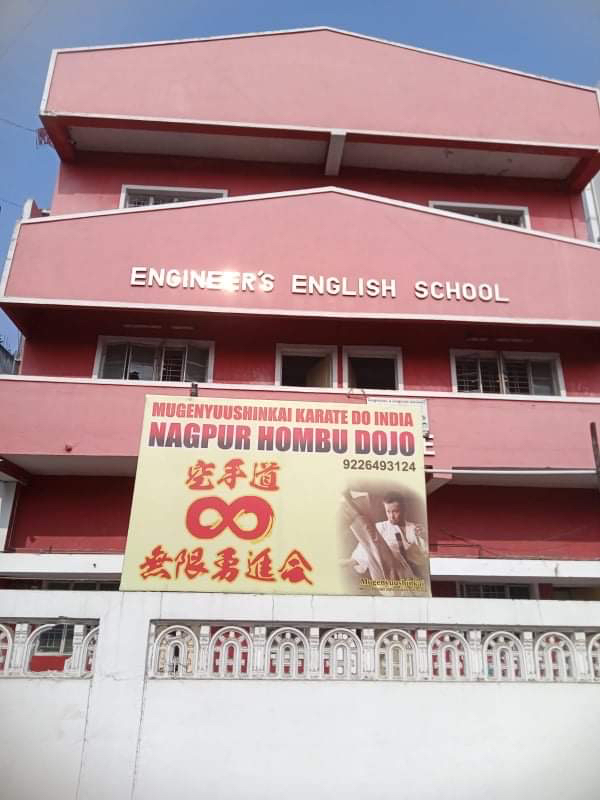 ENGINEER'S ENGLISH SCHOOL
MUGENYUUSHINKAI KARATE DO INDIA
NAGPUR HOMBU DOJO
9226493124
空手道
無限勇進会
Mugenyuushinkai